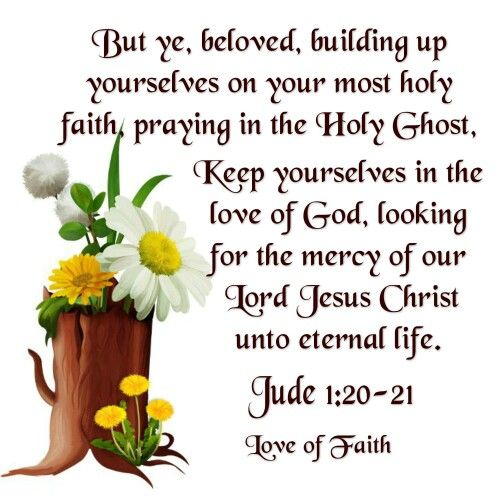 But ye, beloved, building up
yourselves on your most holy
faith, praying in the Holy Ghost,
Keep yourselves in the
love of God, looking
for the mercy of our
Lord Jesus Christ
unto eternal life.
Jude 1:20-21
Love of Faith